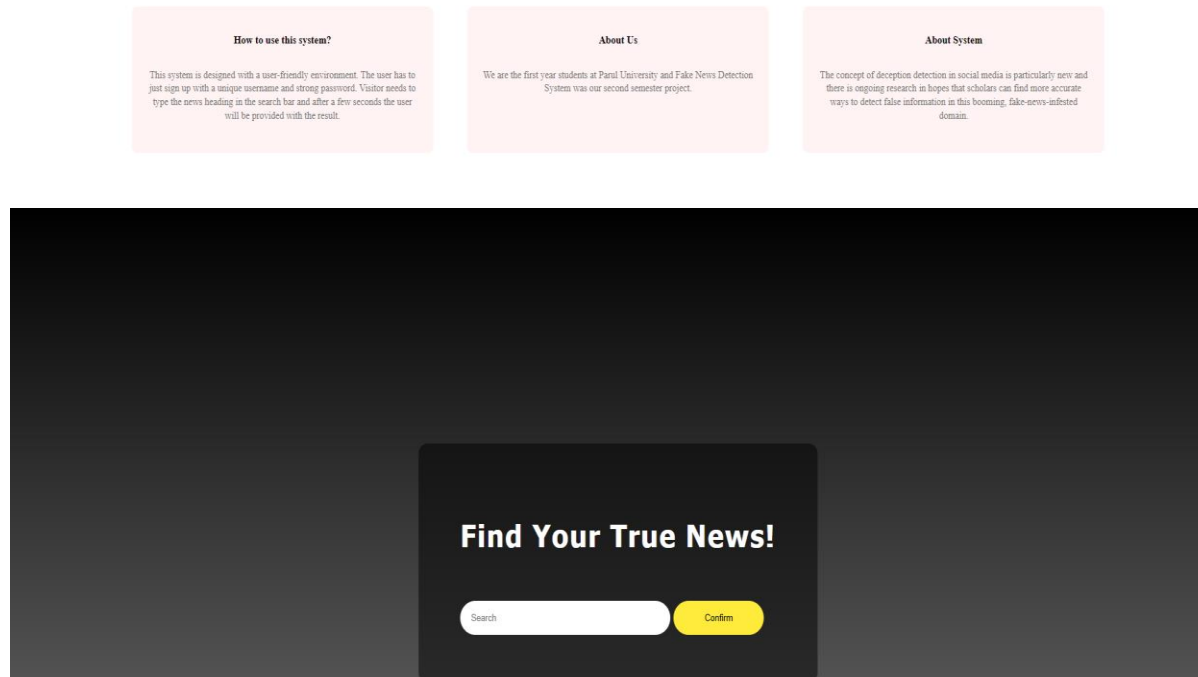 How to use this system?
This system is designed with a user-friendly environment. The user has to
just sign up with a unique username and strong password. Visitor needs to
type the news heading in the search bar and after a few seconds the user
will be provided with the result.
About Us
We are the first year students at Parul University and Fake News Detection
System was our second semester project.
About System
The concept of deception detection in social media is particularly new and
there is ongoing research in hopes that scholars can find more accurate
ways to detect false information in this booming, fake-news-infested
domain.
Find Your True News!
Search
Confirm